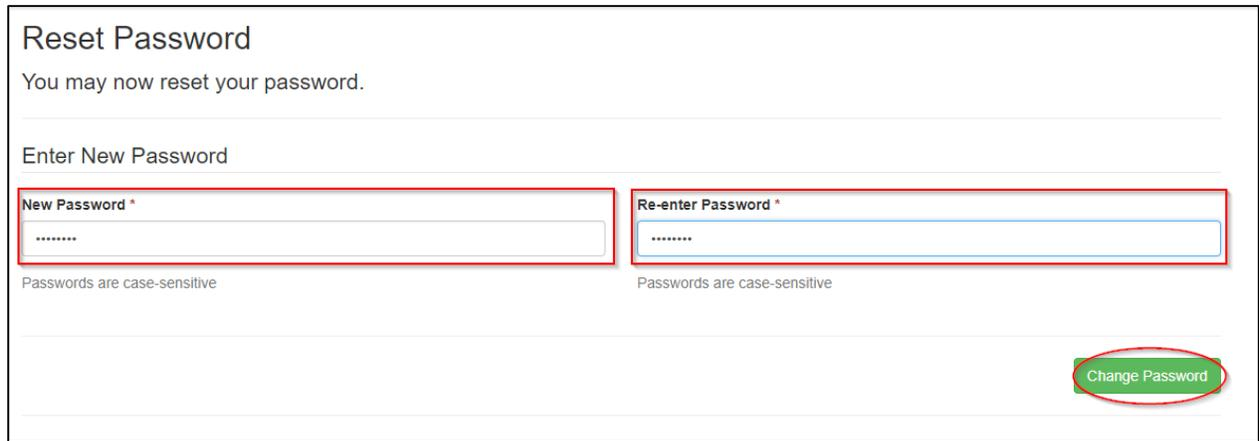 Reset Password
You may now reset your password.
Enter New Password
New Password *
Re-enter Password *
••••••••
••••••••
Passwords are case-sensitive
Passwords are case-sensitive
Change Password